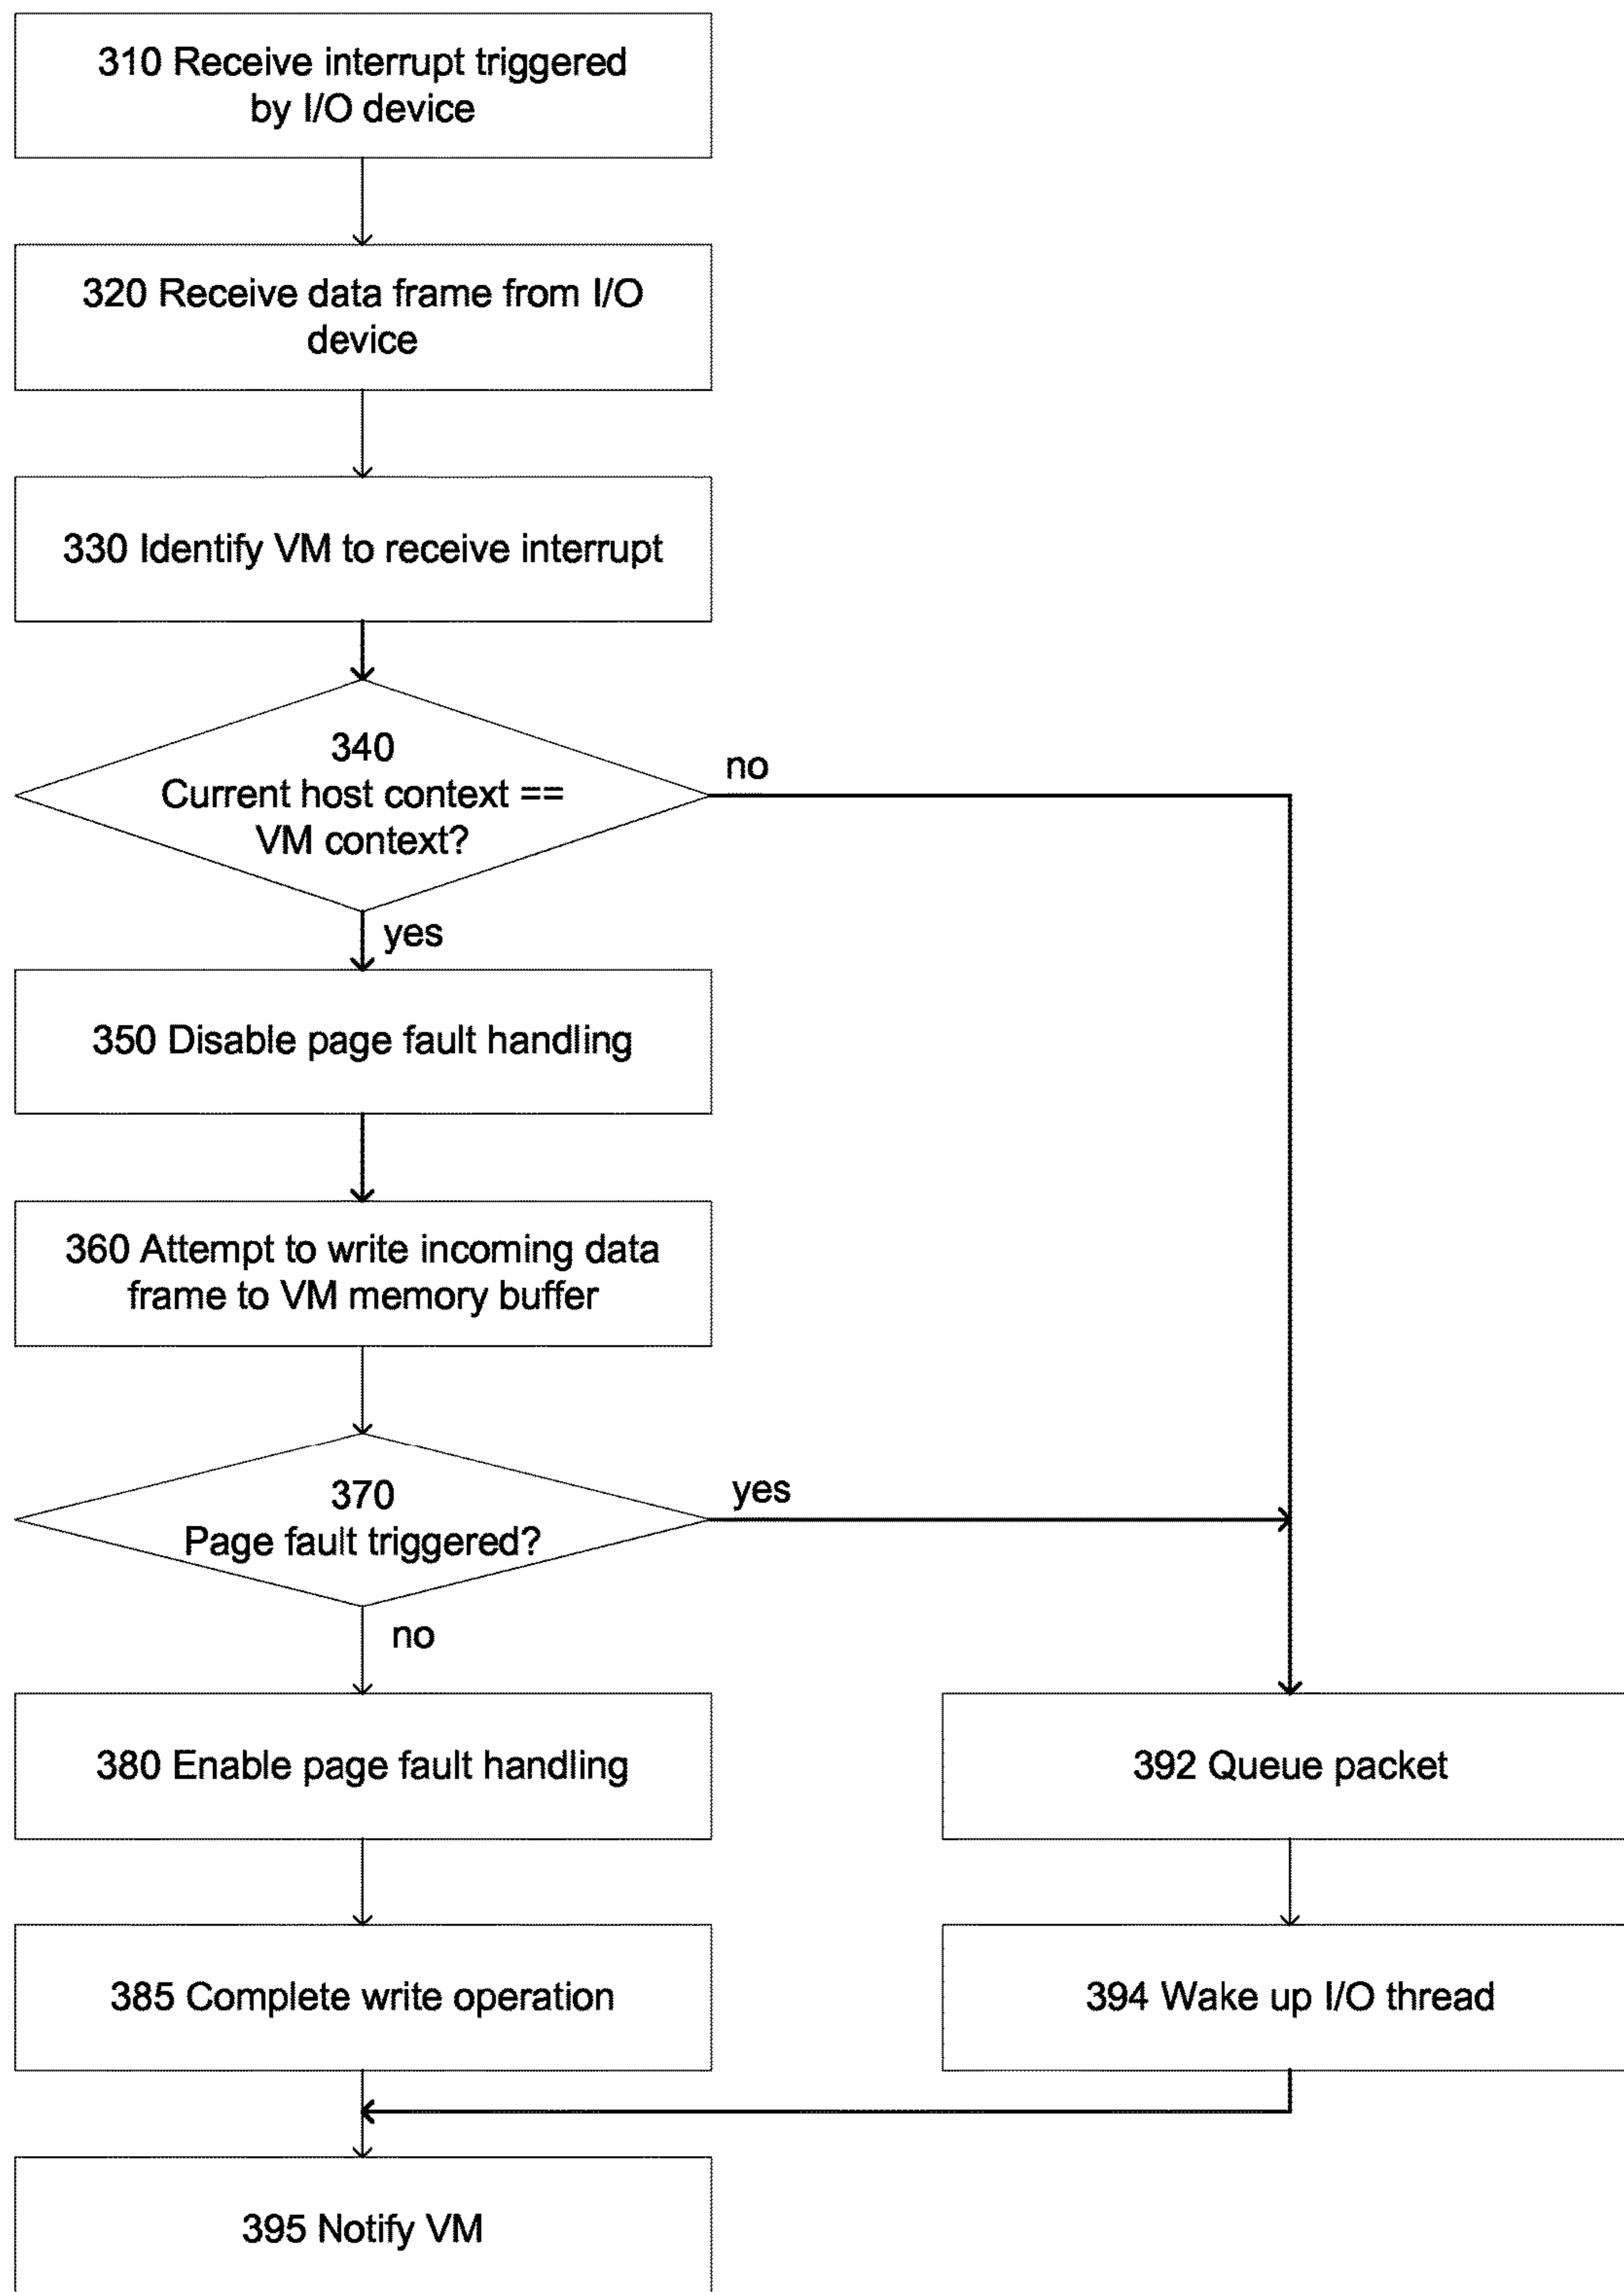 310 Receive interrupt triggered
by I/O device
320 Receive data frame from I/O
device
330 Identify VM to receive interrupt
340
Current host context ==
VM context?
no
yes
350 Disable page fault handling
360 Attempt to write incoming data
frame to VM memory buffer
370
Page fault triggered?
yes
no
380 Enable page fault handling
392 Queue packet
385 Complete write operation
394 Wake up I/O thread
395 Notify VM